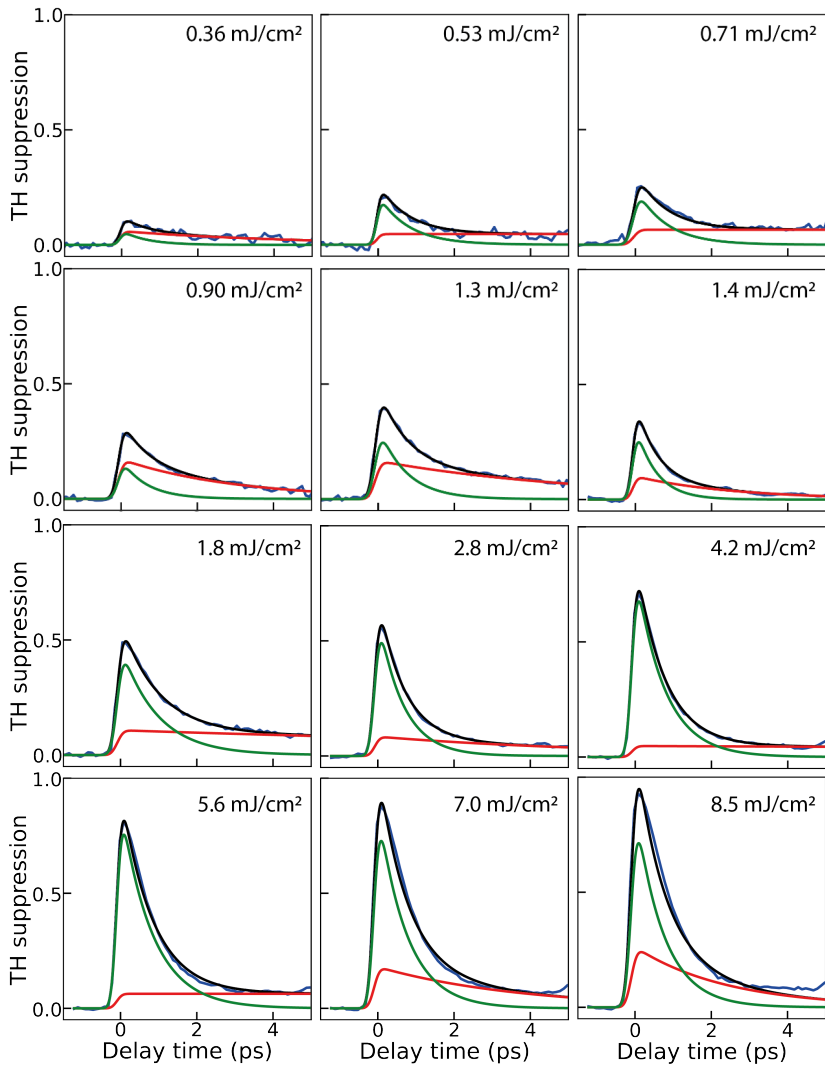 1.0
0.36 mJ/cm²
0.53 mJ/cm²
0.71 mJ/cm²
TH suppression
0.5
0.0
1.0
0.90 mJ/cm²
1.3 mJ/cm²
1.4 mJ/cm²
TH suppression
0.5
0.0
1.0
1.8 mJ/cm²
2.8 mJ/cm²
4.2 mJ/cm²
TH suppression
0.5
0.0
1.0
5.6 mJ/cm²
7.0 mJ/cm²
8.5 mJ/cm²
TH suppression
0.5
0.0
0 2 4
0 2 4
0 2 4
Delay time (ps)
Delay time (ps)
Delay time (ps)